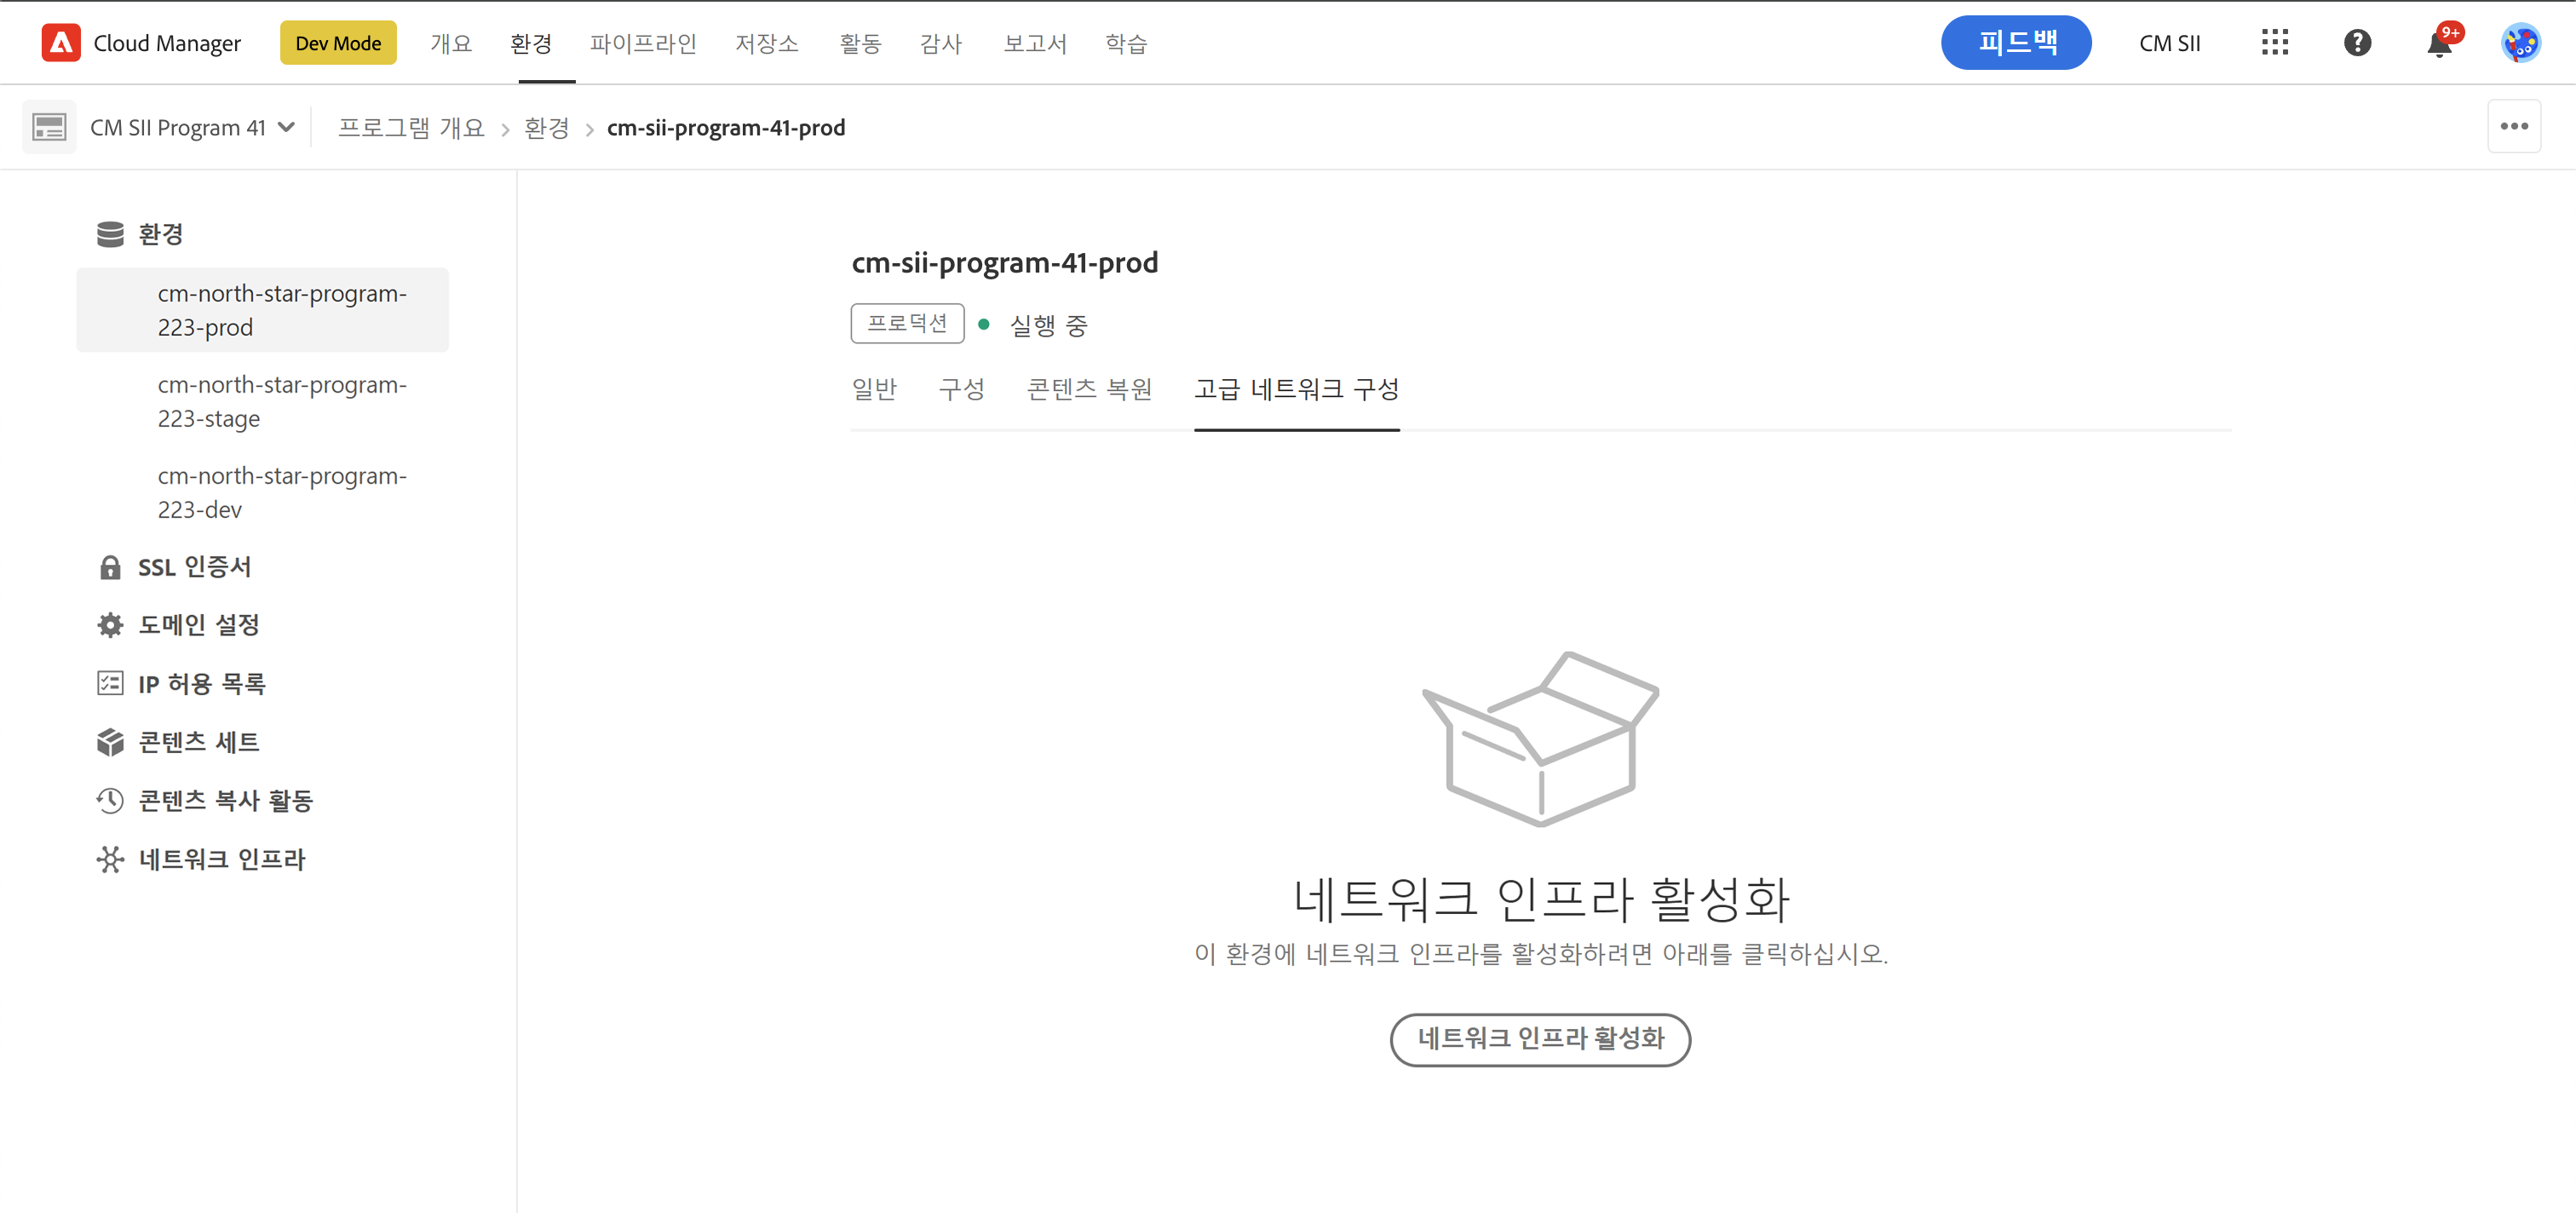 Cloud Manager
Dev Mode
개요
환경
파이프라인
저장소
활동
감사
보고서
학습
피드백
CM SII
9+
CM SII Program 41
프로그램 개요
환경
cm-sii-program-41-prod
환경
cm-north-star-program-
223-prod
cm-north-star-program-
223-stage
cm-north-star-program-
223-dev
SSL 인증서
도메인 설정
IP 허용 목록
콘텐츠 세트
콘텐츠 복사 활동
네트워크 인프라
cm-sii-program-41-prod
프로덕션
실행 중
일반
구성
콘텐츠 복원
고급 네트워크 구성
네트워크 인프라 활성화
이 환경에 네트워크 인프라를 활성화하려면 아래를 클릭하십시오.
네트워크 인프라 활성화